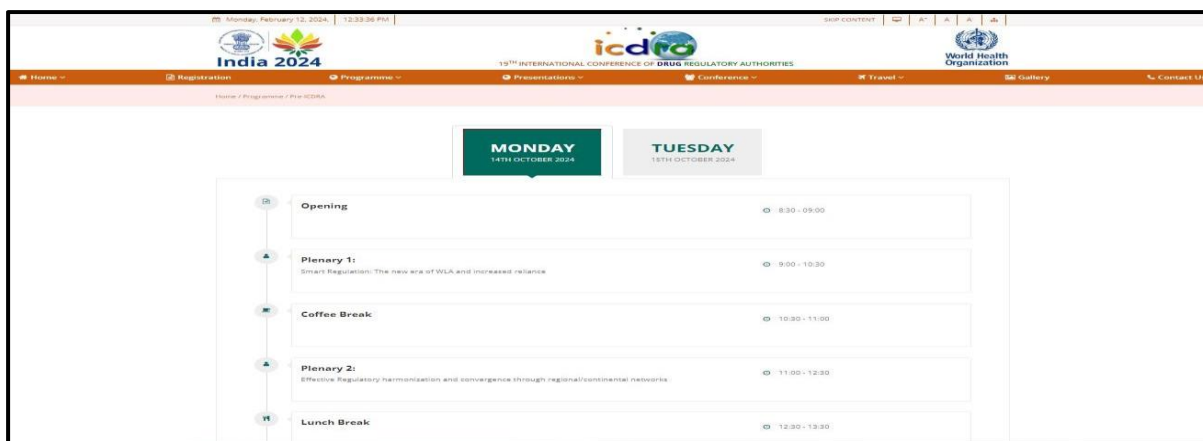 Monday, February 12, 2024, 12:33:36 PM SKIP CONTENT A+ A A- 
India 2024
icdra
19TH INTERNATIONAL CONFERENCE OF DRUG REGULATORY AUTHORITIES
World Health
Organization
Home Registration Programme Presentations Conference Travel Gallery Contact Us
Home / Programme / Pre-ICDRA
MONDAY
14TH OCTOBER 2024
TUESDAY
15TH OCTOBER 2024
Opening
8:30 - 09:00
Plenary 1:
Smart Regulation: The new era of WLA and increased reliance
9:00 - 10:30
Coffee Break
10:30 - 11:00
Plenary 2:
Effective Regulatory harmonization and convergence through regional/continental networks
11:00 - 12:30
Lunch Break
12:30 - 13:30